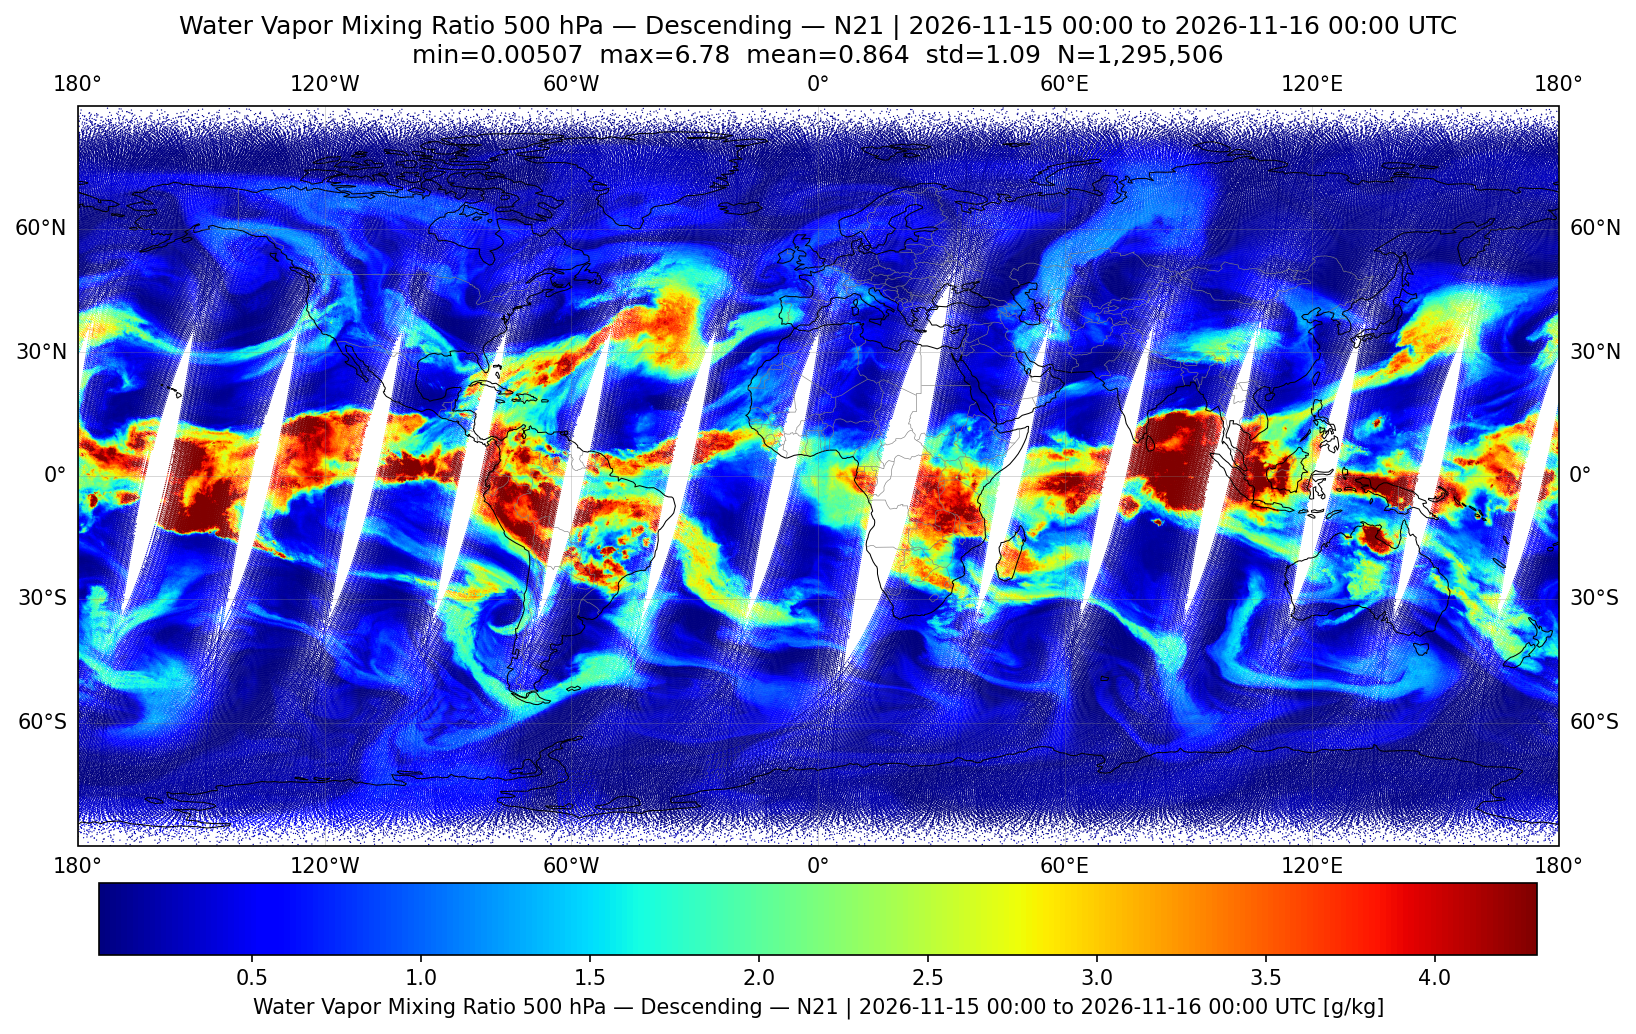 Water Vapor Mixing Ratio 500 hPa — Descending — N21 | 2026-11-15 00:00 to 2026-11-16 00:00 UTC
min=0.00507  max=6.78  mean=0.864  std=1.09  N=1,295,506
180° 120°W 60°W 0° 60°E 120°E 180°
60°N 60°N
30°N 30°N
0° 0°
30°S 30°S
60°S 60°S
180° 120°W 60°W 0° 60°E 120°E 180°
0.5 1.0 1.5 2.0 2.5 3.0 3.5 4.0
Water Vapor Mixing Ratio 500 hPa — Descending — N21 | 2026-11-15 00:00 to 2026-11-16 00:00 UTC [g/kg]